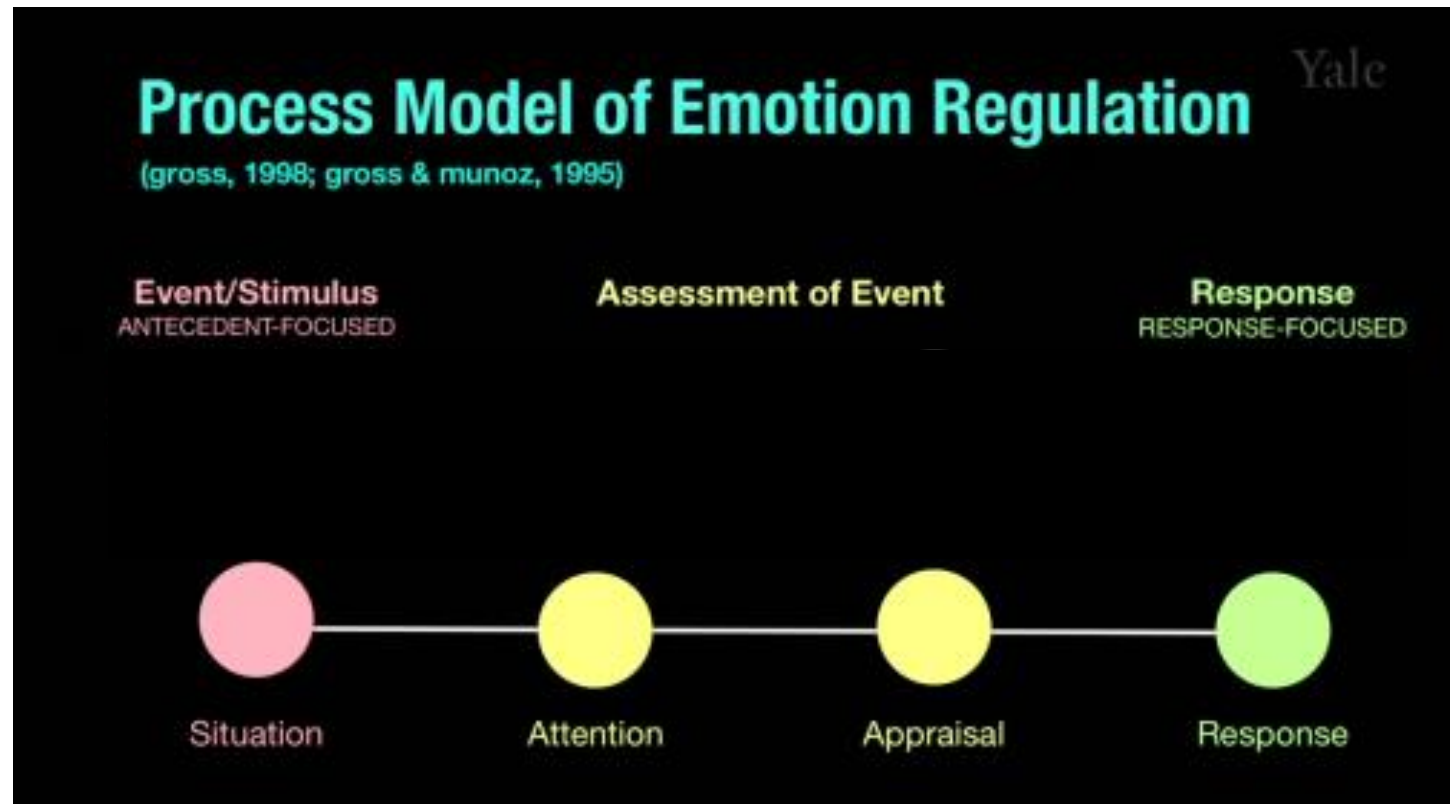 Yale
Process Model of Emotion Regulation
(gross, 1998; gross & munoz, 1995)
Event/Stimulus
ANTECEDENT-FOCUSED
Assessment of Event
Response
RESPONSE-FOCUSED
Situation
Attention
Appraisal
Response